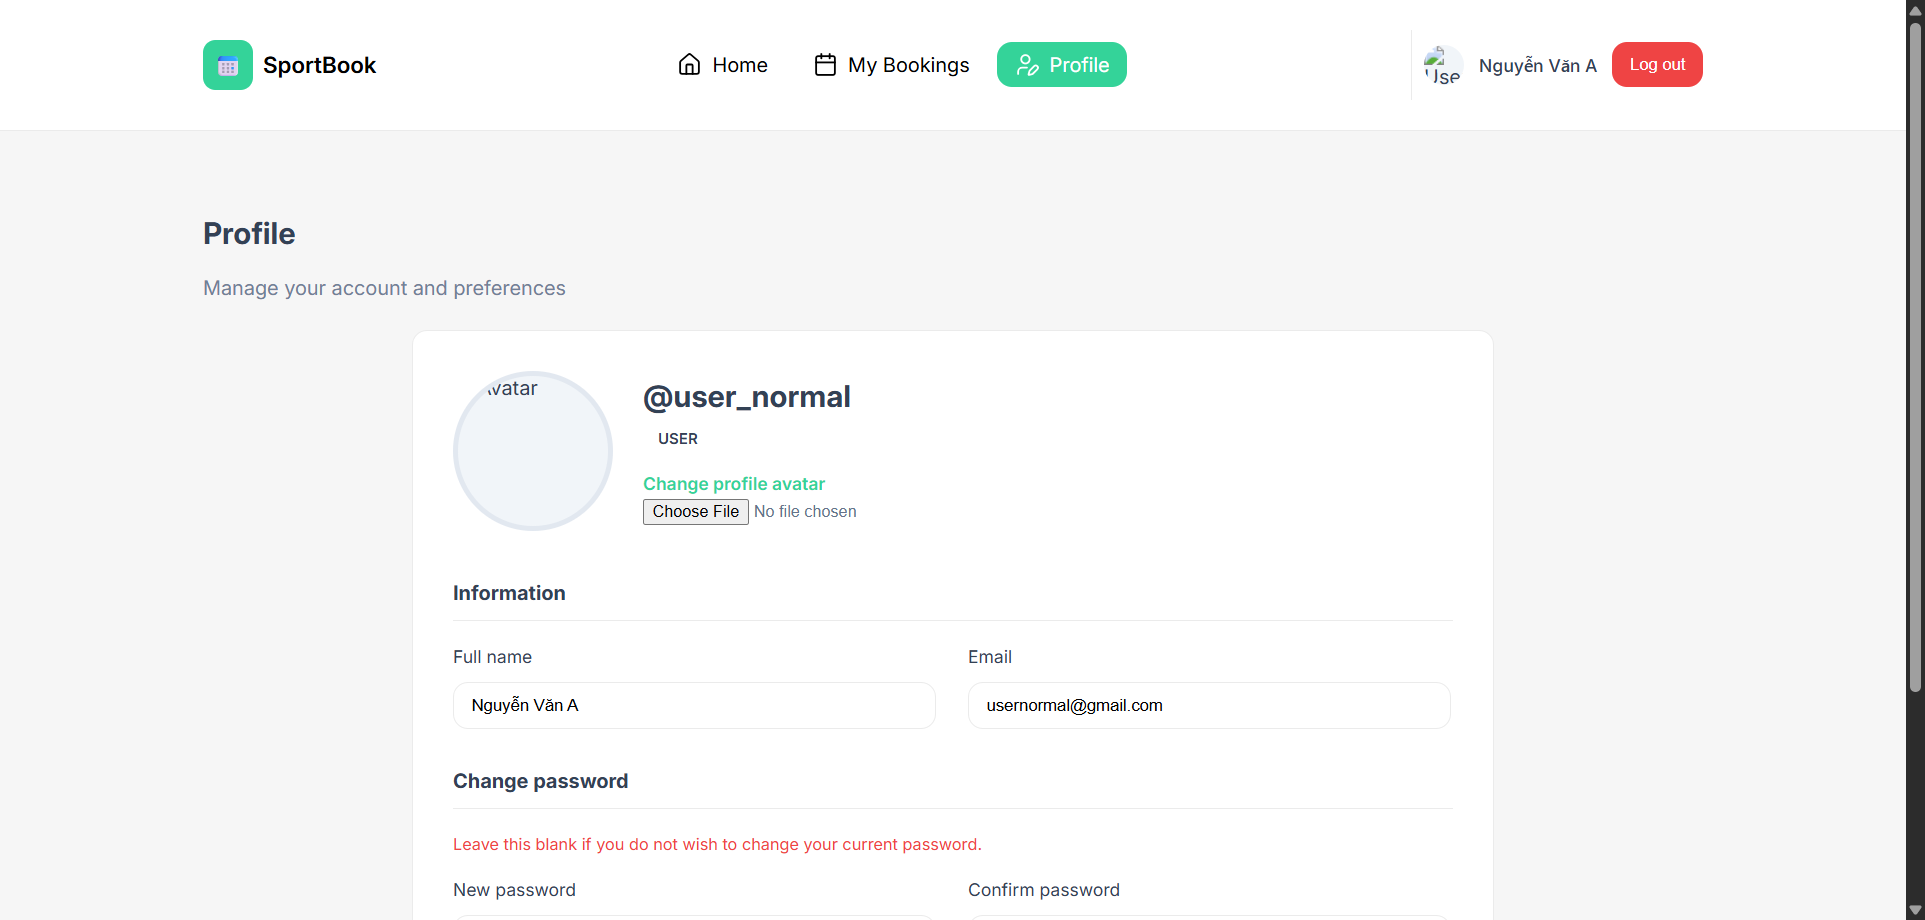 SportBook
Home
My Bookings
Profile
Use
Nguyễn Văn A
Log out
Profile
Manage your account and preferences
vatar
@user_normal
USER
Change profile avatar
Choose File No file chosen
Information
Full name
Email
Nguyễn Văn A
usernormal@gmail.com
Change password
Leave this blank if you do not wish to change your current password.
New password
Confirm password